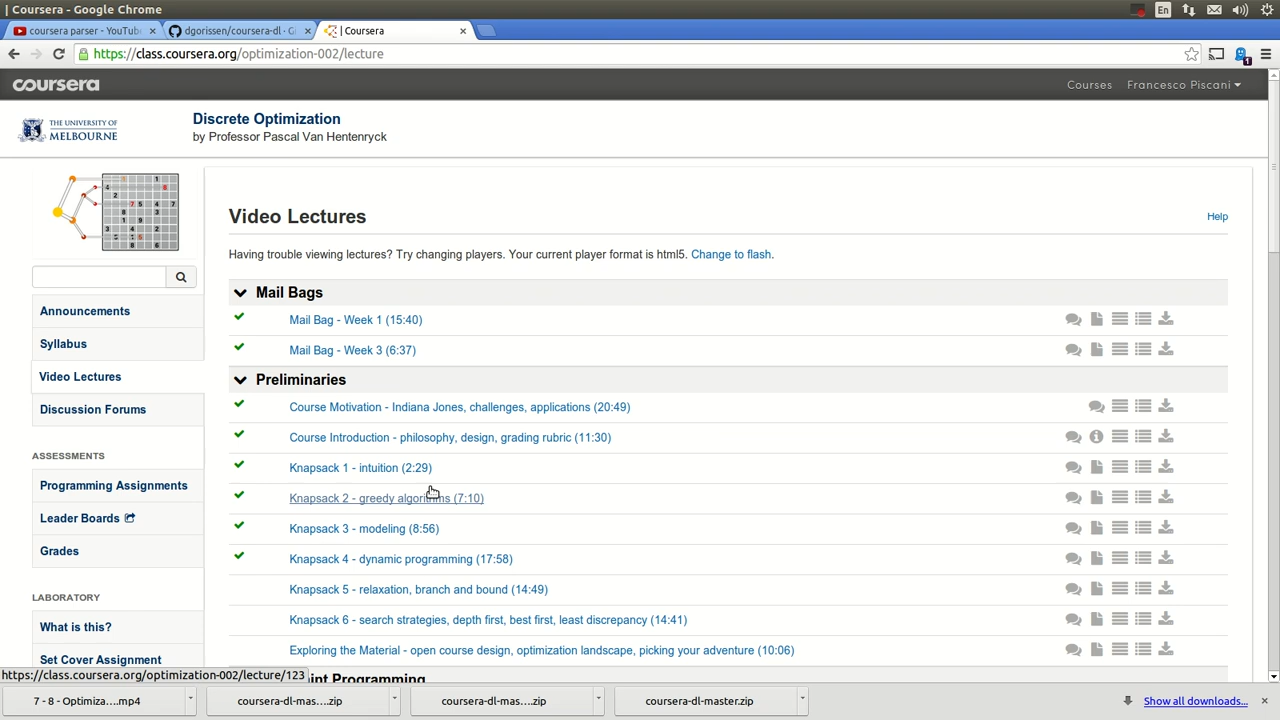 | Coursera - Google Chrome
En
coursera parser - YouTube
dgorissen/coursera-dl · G
| Coursera
https://class.coursera.org/optimization-002/lecture
1
coursera
Courses
Francesco Piscani
THE UNIVERSITY OF
MELBOURNE
Discrete Optimization
by Professor Pascal Van Hentenryck
Video Lectures
Help
Having trouble viewing lectures? Try changing players. Your current player format is html5. Change to flash.
Announcements
Syllabus
Video Lectures
Discussion Forums
ASSESSMENTS
Programming Assignments
Leader Boards
Grades
LABORATORY
What is this?
Set Cover Assignment
Mail Bags
Mail Bag - Week 1 (15:40)
Mail Bag - Week 3 (6:37)
Preliminaries
Course Motivation - Indiana Jones, challenges, applications (20:49)
Course Introduction - philosophy, design, grading rubric (11:30)
Knapsack 1 - intuition (2:29)
Knapsack 2 - greedy algorithms (7:10)
Knapsack 3 - modeling (8:56)
Knapsack 4 - dynamic programming (17:58)
Knapsack 5 - relaxation, branch and bound (14:49)
Knapsack 6 - search strategies, depth first, best first, least discrepancy (14:41)
Exploring the Material - open course design, optimization landscape, picking your adventure (10:06)
int Programming
https://class.coursera.org/optimization-002/lecture/123
7 - 8 - Optimiza....mp4
coursera-dl-mas....zip
coursera-dl-mas....zip
coursera-dl-master.zip
Show all downloads...